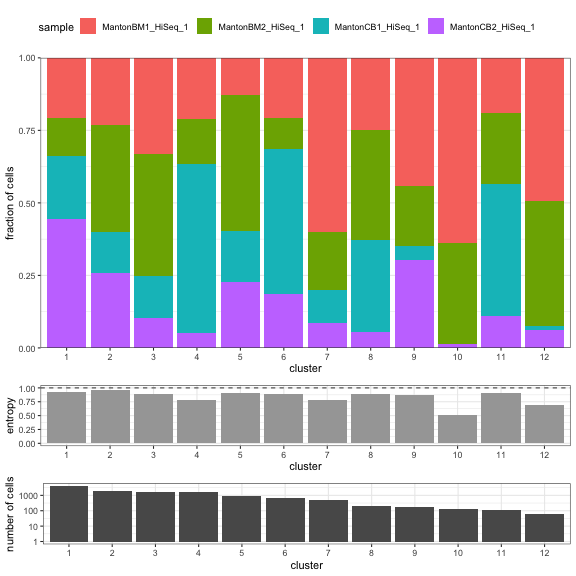 sample MantonBM1_HiSeq_1 MantonBM2_HiSeq_1 MantonCB1_HiSeq_1 MantonCB2_HiSeq_1
fraction of cells
1.00
0.75
0.50
0.25
0.00
1 2 3 4 5 6 7 8 9 10 11 12
cluster
entropy
1.00
0.75
0.50
0.25
0.00
1 2 3 4 5 6 7 8 9 10 11 12
cluster
number of cells
1000
100
10
1
1 2 3 4 5 6 7 8 9 10 11 12
cluster